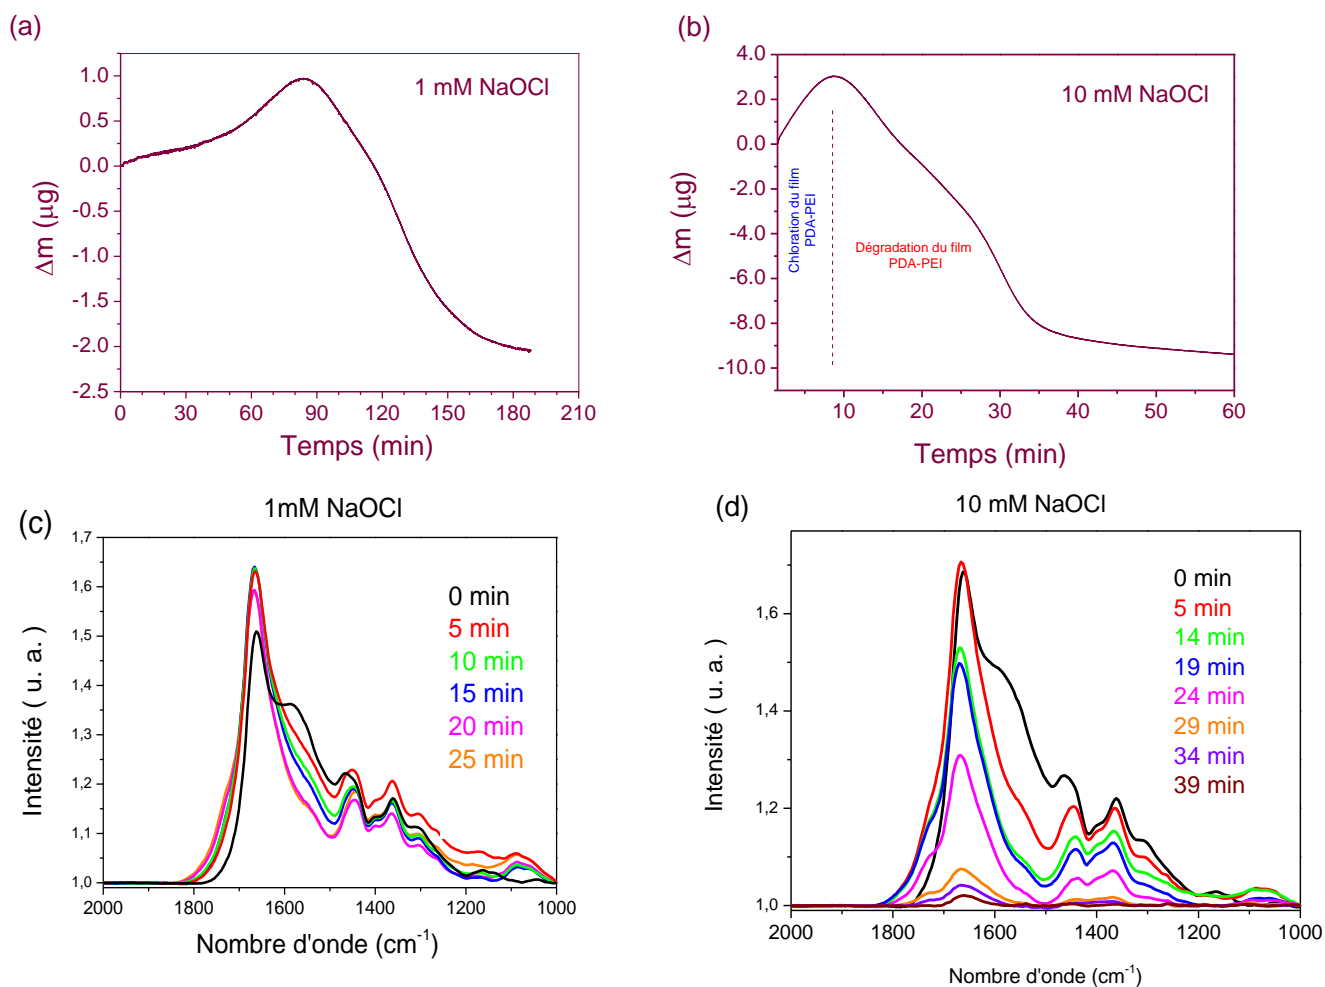 (a)
1 mM NaOCl
1.0
0.5
0.0
-0.5
-1.0
-1.5
-2.0
-2.5
Δm (μg)
0 30 60 90 120 150 180 210
Temps (min)
(b)
10 mM NaOCl
4.0
2.0
0.0
-2.0
-4.0
-6.0
-8.0
-10.0
Δm (μg)
Chloration du film
PDA-PEI
Dégradation du film
PDA-PEI
10 20 30 40 50 60
Temps (min)
(c)
1mM NaOCl
1,7
1,6
1,5
1,4
1,3
1,2
1,1
1,0
Intensité ( u. a. )
0 min
5 min
10 min
15 min
20 min
25 min
2000 1800 1600 1400 1200 1000
Nombre d'onde (cm-1)
(d)
10 mM NaOCl
1,6
1,4
1,2
1,0
Intensité ( u. a. )
0 min
5 min
14 min
19 min
24 min
29 min
34 min
39 min
2000 1800 1600 1400 1200 1000
Nombre d'onde (cm-1)